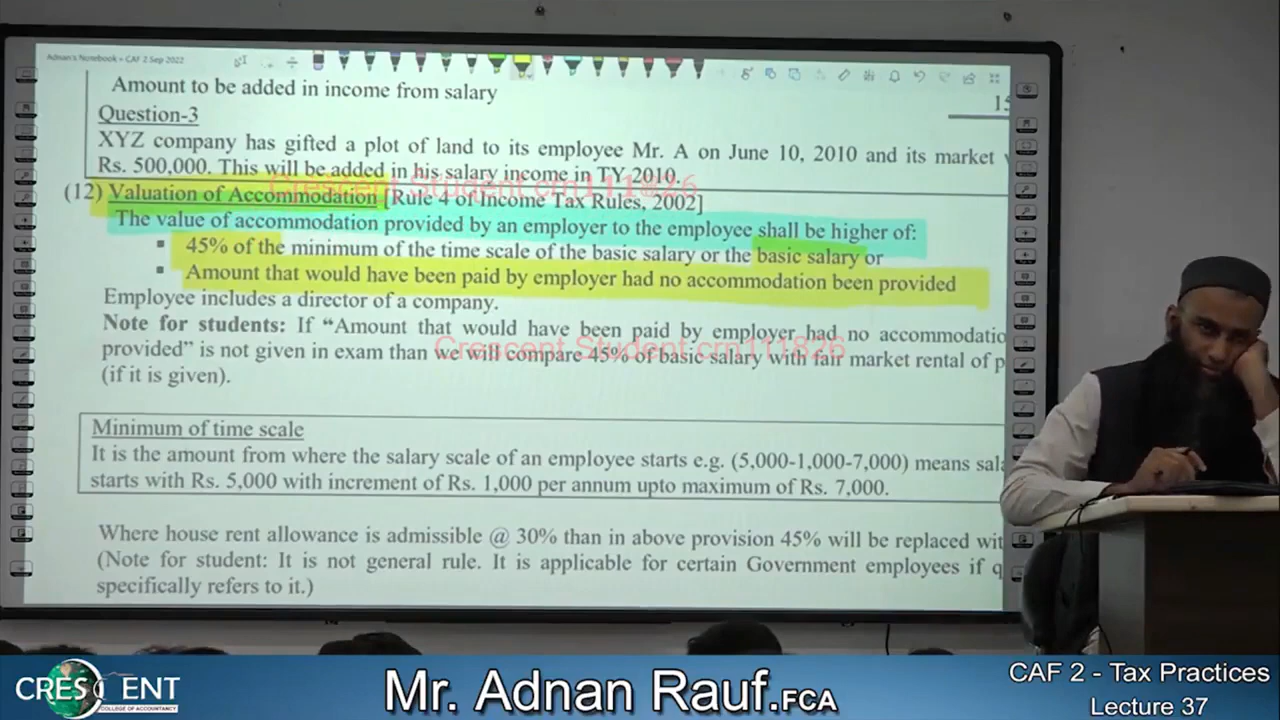 Adnan's Notebook • CAF 2 Sep 2022
Amount to be added in income from salary
15
Question-3
XYZ company has gifted a plot of land to its employee Mr. A on June 10, 2010 and its market
Rs. 500,000. This will be added in his salary income in TY 2010.
Crescent Student crn111826
(12) Valuation of Accommodation [Rule 4 of Income Tax Rules, 2002]
The value of accommodation provided by an employer to the employee shall be higher of:
▪ 45% of the minimum of the time scale of the basic salary or the basic salary or
▪ Amount that would have been paid by employer had no accommodation been provided
Employee includes a director of a company.
Note for students: If “Amount that would have been paid by employer had no accommodatio
provided” is not given in exam than we will compare 45% of basic salary with fair market rental of p
Crescent Student crn111826
(if it is given).
Minimum of time scale
It is the amount from where the salary scale of an employee starts e.g. (5,000-1,000-7,000) means sal
starts with Rs. 5,000 with increment of Rs. 1,000 per annum upto maximum of Rs. 7,000.
Where house rent allowance is admissible @ 30% than in above provision 45% will be replaced wit
(Note for student: It is not general rule. It is applicable for certain Government employees if q
specifically refers to it.)
CRESCENT
COLLEGE OF ACCOUNTANCY
Mr. Adnan Rauf.FCA
CAF 2 - Tax Practices
Lecture 37